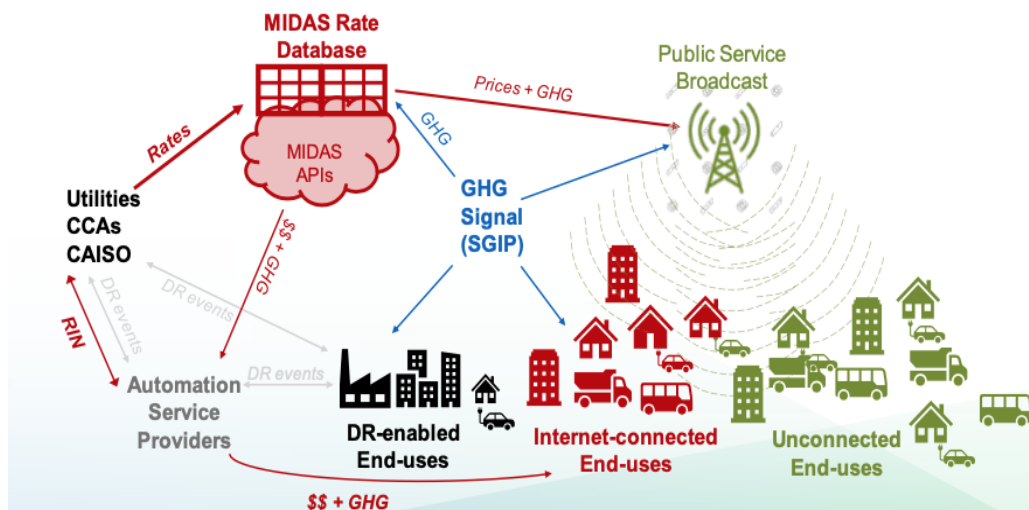 MIDAS Rate
Database
Public Service
Broadcast
Prices + GHG
GHG
Rates
MIDAS
APIs
GHG
Signal
(SGIP)
Utilities
CCAs
CAISO
$$ + GHG
DR events
DR events
RIN
DR events
Automation
Service
Providers
DR-enabled
End-uses
Internet-connected
End-uses
Unconnected
End-uses
$$ + GHG